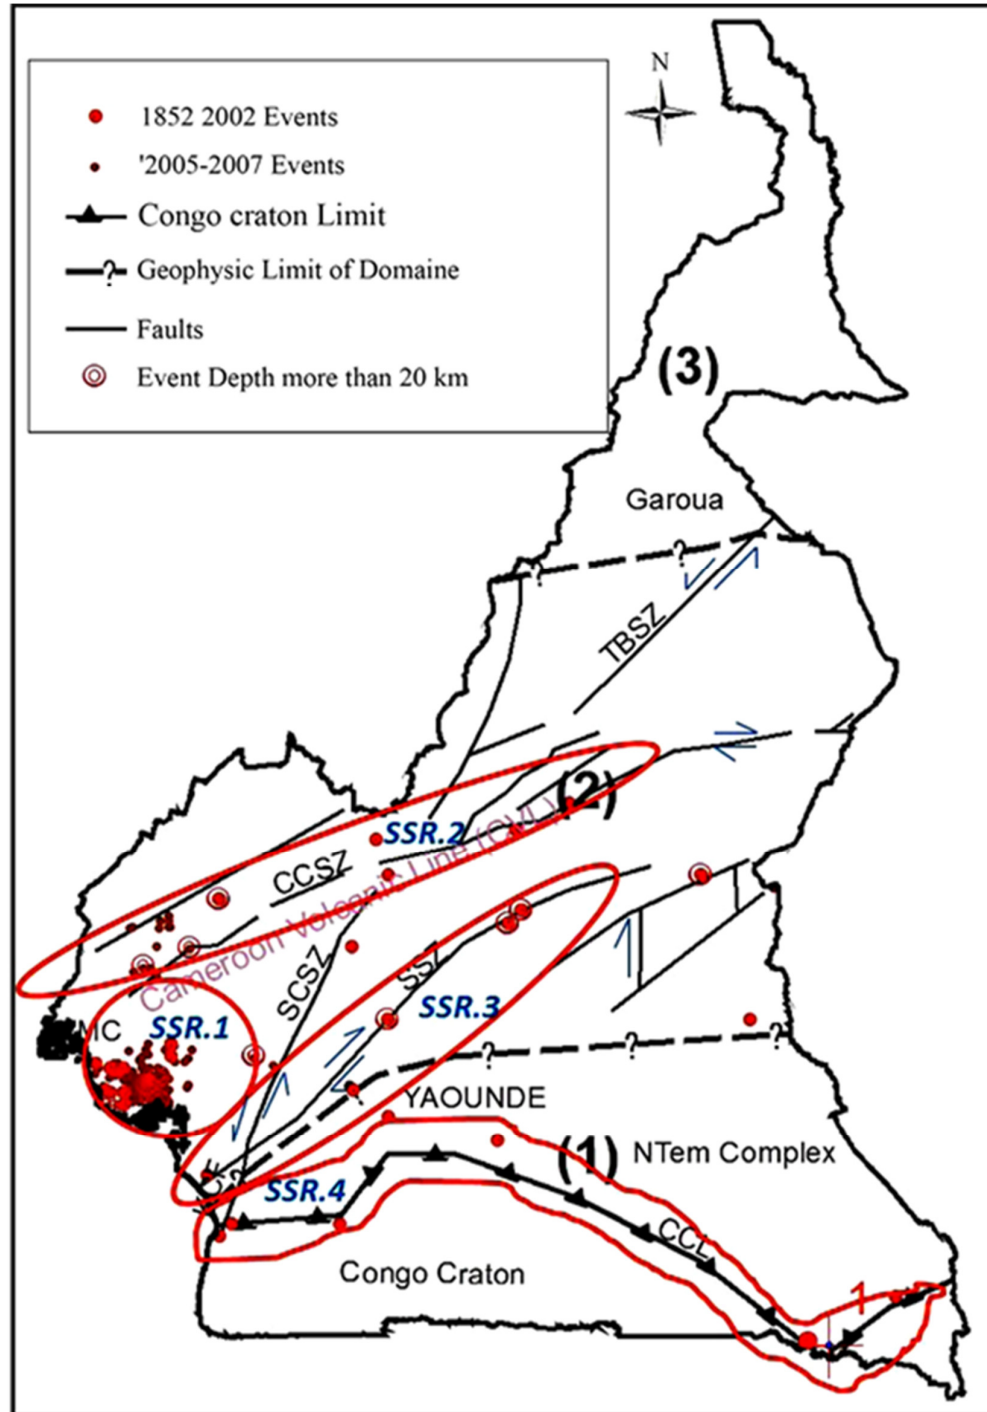 N
1852 2002 Events
'2005-2007 Events
Congo craton Limit
?
Geophysic Limit of Domaine
Faults
Event Depth more than 20 km
(3)
Garoua
?
?
TBSZ
(2)
SSR.2
CCSZ
Cameroon Volcanic Line (CVL)
SCSZ
SSZ
SSR.3
MC
SSR.1
?
?
?
YAOUNDE
(1)
NTem Complex
SSR.4
CCL
Congo Craton
1